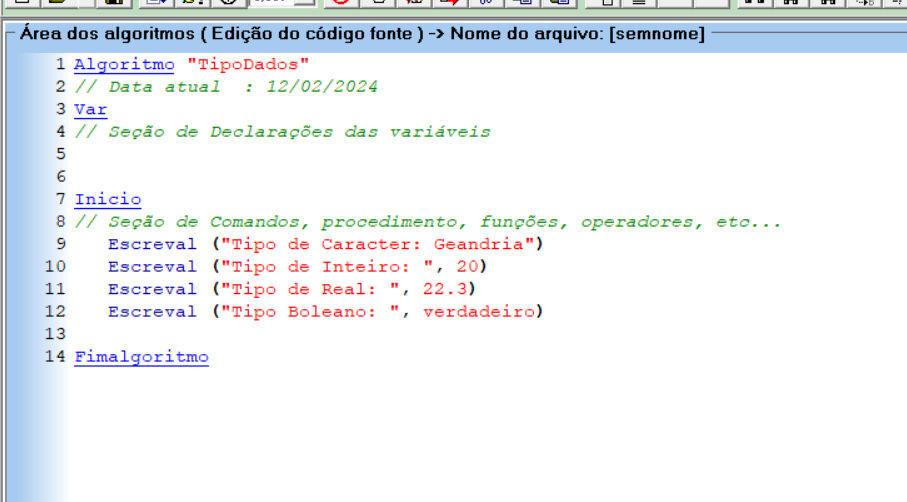 Área dos algoritmos ( Edição do código fonte ) -> Nome do arquivo: [semnome]
1 Algoritmo "TipoDados"
2 // Data atual  : 12/02/2024
3 Var
4 // Seção de Declarações das variáveis
5
6
7 Inicio
8 // Seção de Comandos, procedimento, funções, operadores, etc...
9    Escreval ("Tipo de Caracter: Geandria")
10    Escreval ("Tipo de Inteiro: ", 20)
11    Escreval ("Tipo de Real: ", 22.3)
12    Escreval ("Tipo Boleano: ", verdadeiro)
13
14 Fimalgoritmo